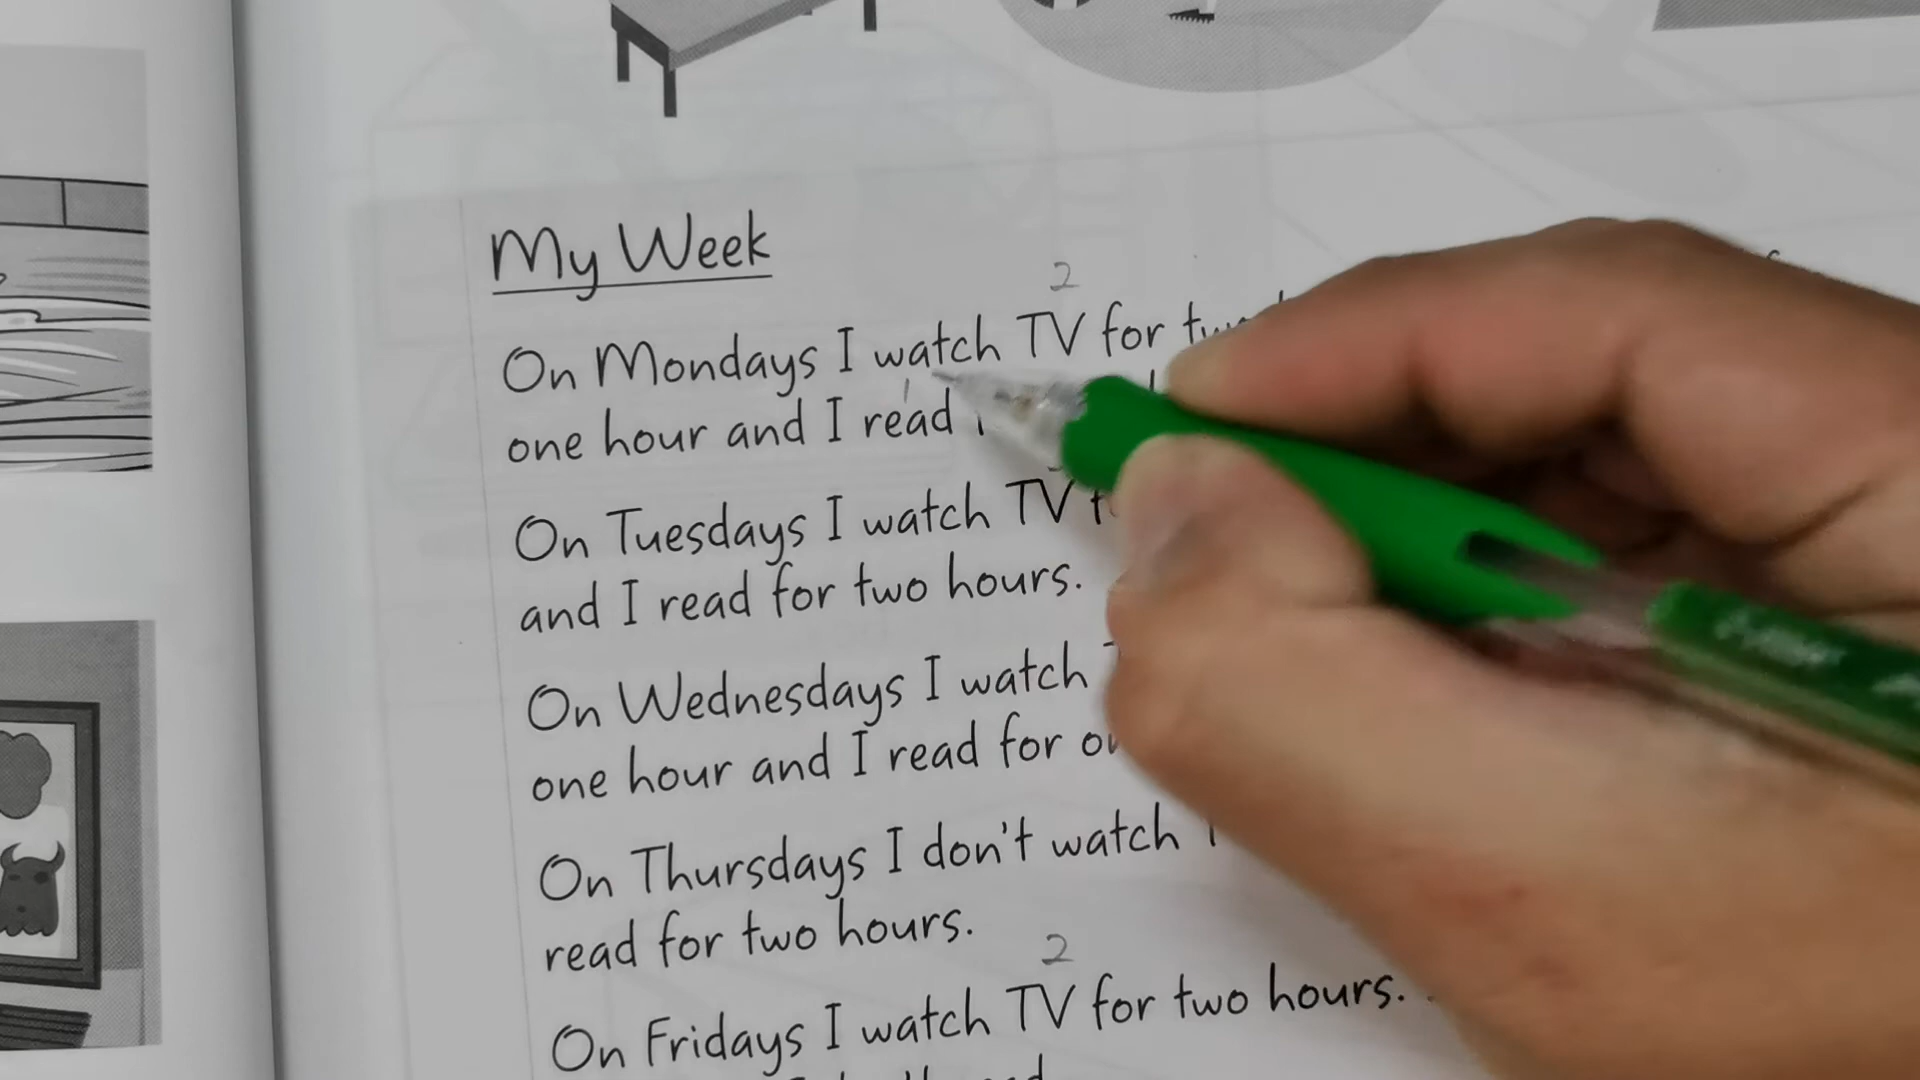 My Week
2
On Mondays I watch TV for
one hour and I read
On Tuesdays I watch TV
and I read for two hours.
On Wednesdays I watch
one hour and I read for
On Thursdays I don't watch
read for two hours.
2
On Fridays I watch TV for two hours.